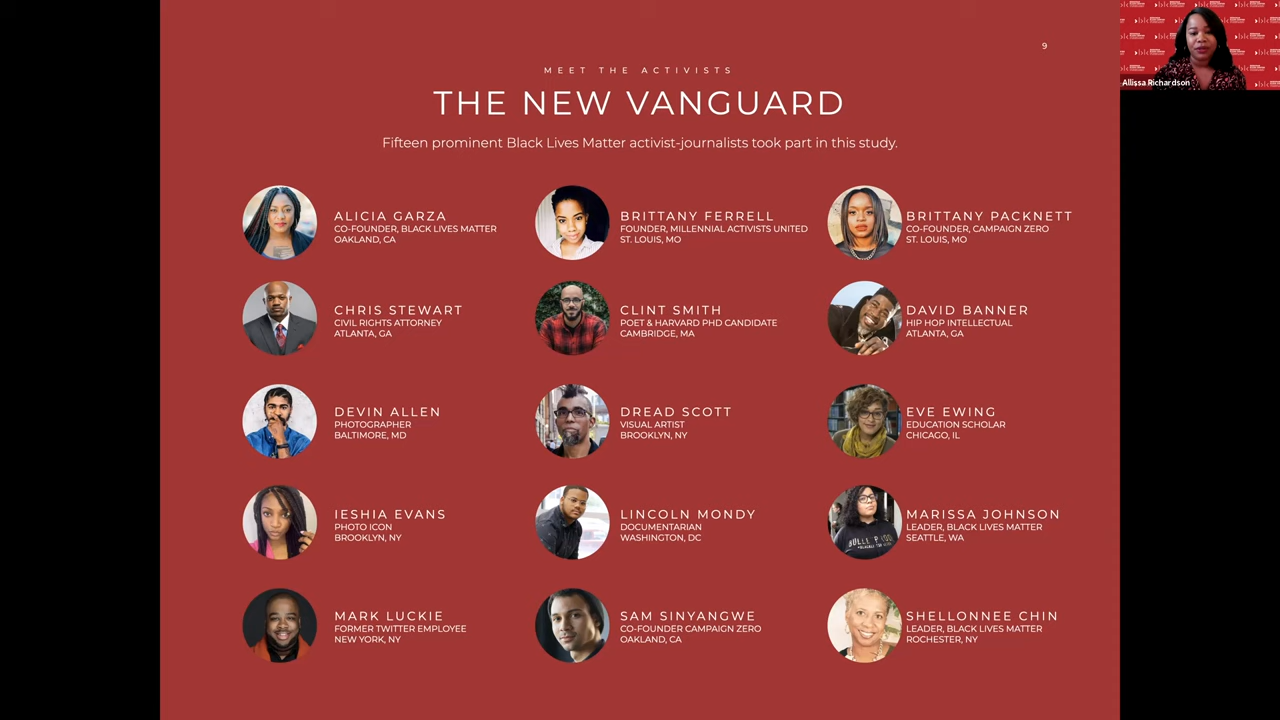 9
MEET THE ACTIVISTS
THE NEW VANGUARD
Fifteen prominent Black Lives Matter activist-journalists took part in this study.
ALICIA GARZA
CO-FOUNDER, BLACK LIVES MATTER
OAKLAND, CA
BRITTANY FERRELL
FOUNDER, MILLENNIAL ACTIVISTS UNITED
ST. LOUIS, MO
BRITTANY PACKNETT
CO-FOUNDER, CAMPAIGN ZERO
ST. LOUIS, MO
CHRIS STEWART
CIVIL RIGHTS ATTORNEY
ATLANTA, GA
CLINT SMITH
POET & HARVARD PHD CANDIDATE
CAMBRIDGE, MA
DAVID BANNER
HIP HOP INTELLECTUAL
ATLANTA, GA
DEVIN ALLEN
PHOTOGRAPHER
BALTIMORE, MD
DREAD SCOTT
VISUAL ARTIST
BROOKLYN, NY
EVE EWING
EDUCATION SCHOLAR
CHICAGO, IL
IESHIA EVANS
PHOTO ICON
BROOKLYN, NY
LINCOLN MONDY
DOCUMENTARIAN
WASHINGTON, DC
MARISSA JOHNSON
LEADER, BLACK LIVES MATTER
SEATTLE, WA
MARK LUCKIE
FORMER TWITTER EMPLOYEE
NEW YORK, NY
SAM SINYANGWE
CO-FOUNDER CAMPAIGN ZERO
OAKLAND, CA
SHELLONNEE CHIN
LEADER, BLACK LIVES MATTER
ROCHESTER, NY
Allissa Richardson